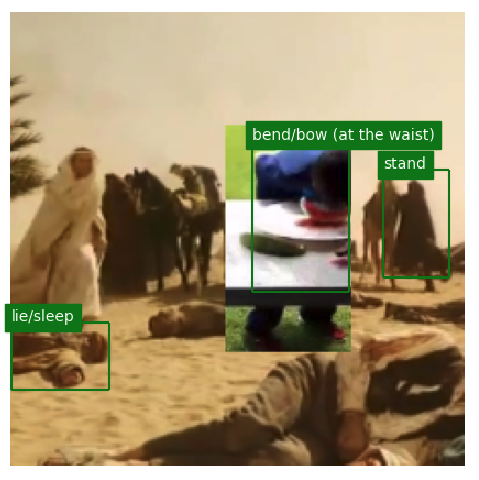 bend/bow (at the waist)
stand
lie/sleep